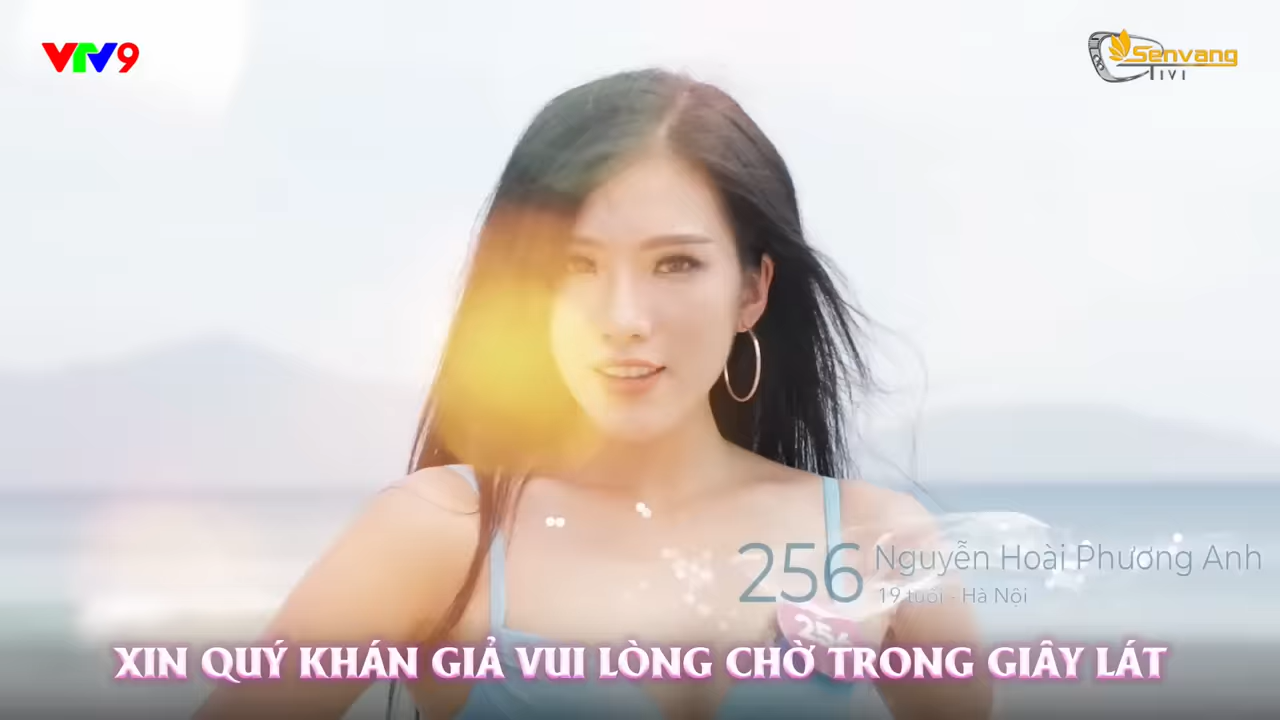 VTV9
Senvang
TIVI
256
Nguyễn Hoài Phương Anh
19 tuổi - Hà Nội
256
XIN QUÝ KHÁN GIẢ VUI LÒNG CHỜ TRONG GIÂY LÁT